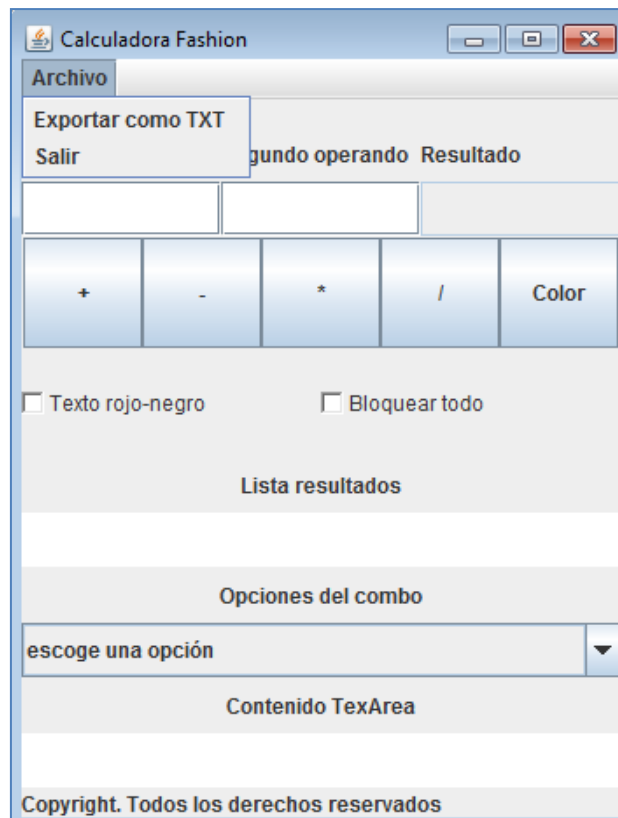 Calculadora Fashion
Archivo
Exportar como TXT
Salir
gundo operando Resultado
+ - * / Color
Texto rojo-negro Bloquear todo
Lista resultados
Opciones del combo
escoge una opción
Contenido TexArea
Copyright. Todos los derechos reservados